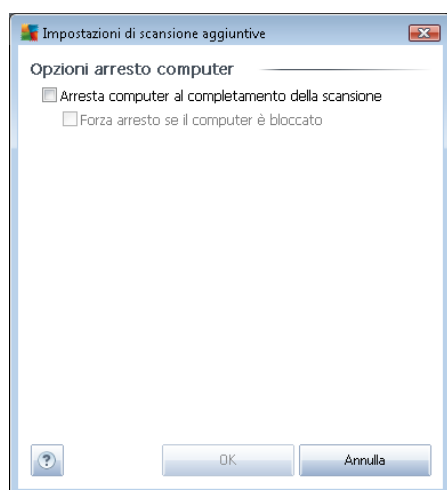 Impostazioni di scansione aggiuntive
Opzioni arresto computer
Arresta computer al completamento della scansione
Forza arresto se il computer è bloccato
?
OK
Annulla